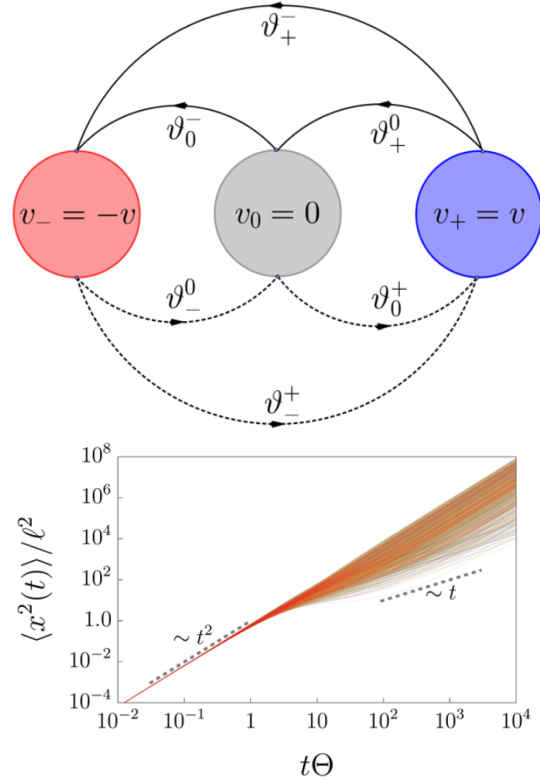 ϑ₊⁻
ϑ₀⁻ ϑ₊⁰
v₋ = −v v₀ = 0 v₊ = v
ϑ₋⁰ ϑ₀⁺
ϑ₋⁺
⟨x²(t)⟩/ℓ²
10⁸
10⁶
10⁴
10²
1.0
10⁻²
10⁻⁴
∼ t²
∼ t
10⁻² 10⁻¹ 1 10 10² 10³ 10⁴
tΘ